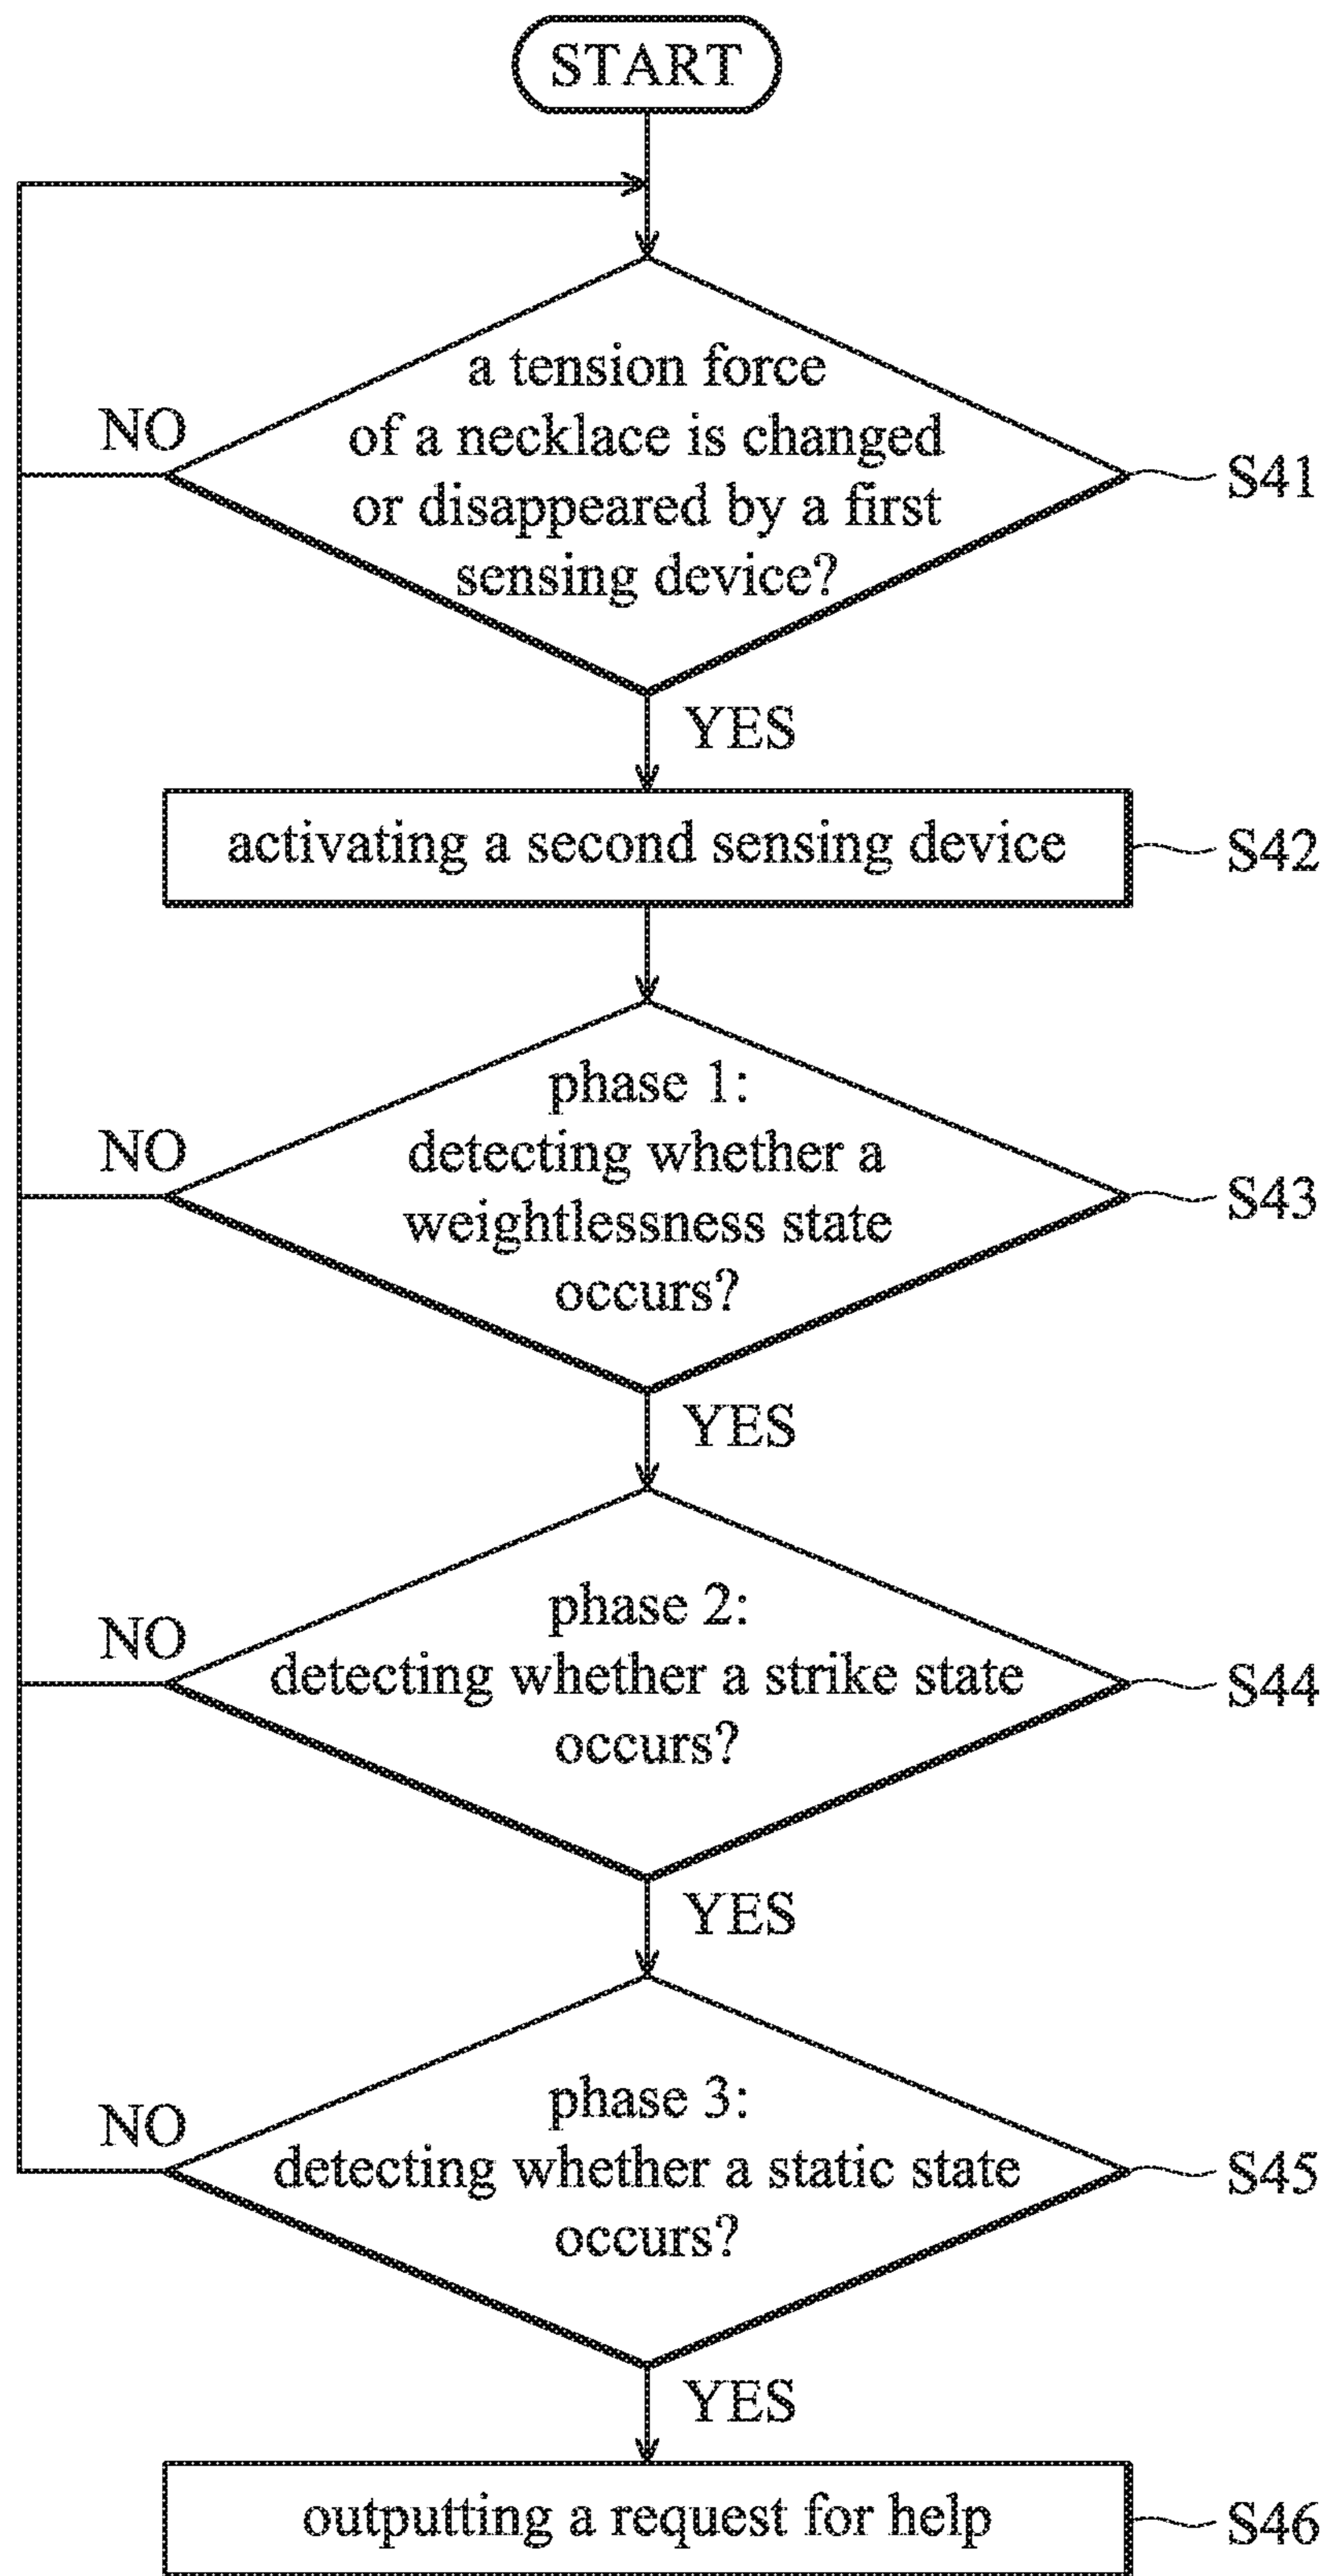 START
a tension force
NO
of a necklace is changed
S41
or disappeared by a first
sensing device?
YES
activating a second sensing device
S42
phase 1:
NO
detecting whether a
S43
weightlessness state
occurs?
YES
phase 2:
NO
detecting whether a strike state
S44
occurs?
YES
phase 3:
NO
detecting whether a static state
S45
occurs?
YES
outputting a request for help
S46